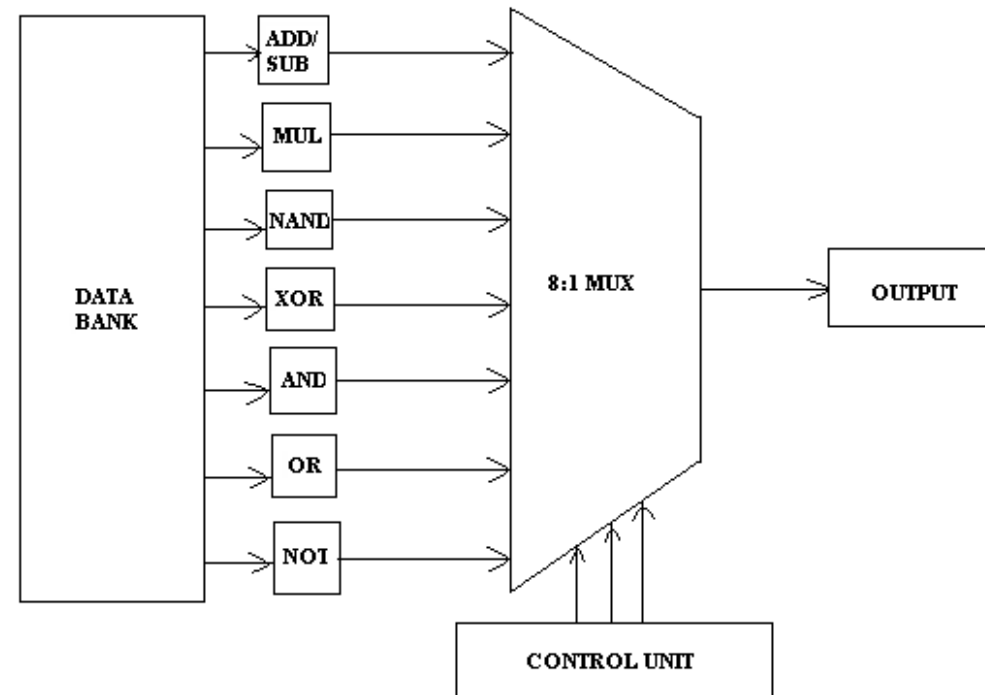 ADD/
SUB
MUL
NAND
XOR
AND
OR
NOT
DATA
BANK
8:1 MUX
OUTPUT
CONTROL UNIT